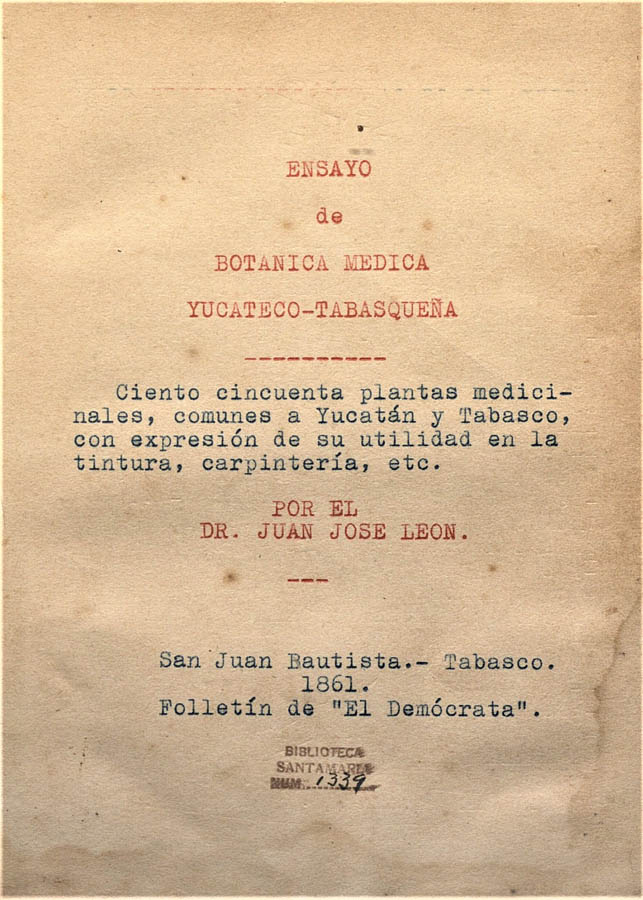 ENSAYO
de
BOTANICA MEDICA
YUCATECO-TABASQUEÑA
Ciento cincuenta plantas medici-
nales, comunes a Yucatán y Tabasco,
con expresión de su utilidad en la
tintura, carpintería, etc.
POR EL
DR. JUAN JOSE LEON.
San Juan Bautista.- Tabasco.
1861.
Folletín de "El Demócrata".
BIBLIOTECA
SANTAMARIA
NUM. 1339